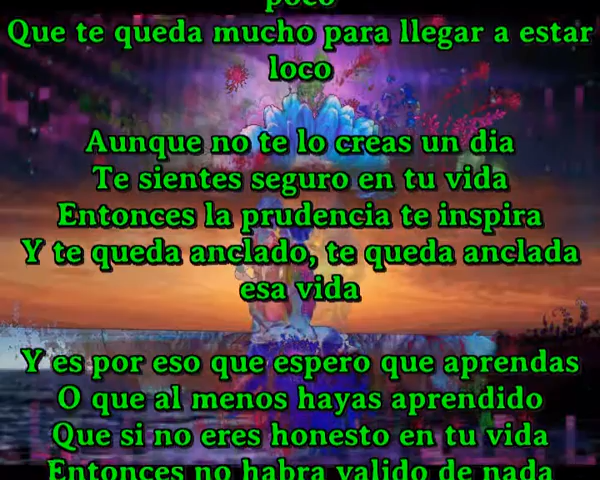 poco
Que te queda mucho para llegar a estar
loco
Aunque no te lo creas un dia
Te sientes seguro en tu vida
Entonces la prudencia te inspira
Y te queda anclado, te queda anclada
esa vida
Y es por eso que espero que aprendas
O que al menos hayas aprendido
Que si no eres honesto en tu vida
Entonces no habra valido de nada